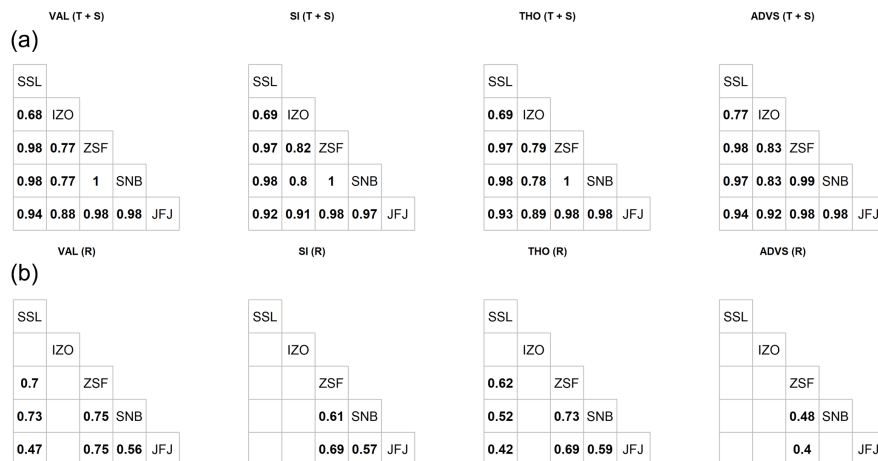 VAL (T + S) SI (T + S) THO (T + S) ADVS (T + S)
(a)
SSL SSL SSL SSL
0.68 IZO 0.69 IZO 0.69 IZO 0.77 IZO
0.98 0.77 ZSF 0.97 0.82 ZSF 0.97 0.79 ZSF 0.98 0.83 ZSF
0.98 0.77 1 SNB 0.98 0.8 1 SNB 0.98 0.78 1 SNB 0.97 0.83 0.99 SNB
0.94 0.88 0.98 0.98 JFJ 0.92 0.91 0.98 0.97 JFJ 0.93 0.89 0.98 0.98 JFJ 0.94 0.92 0.98 0.98 JFJ
VAL (R) SI (R) THO (R) ADVS (R)
(b)
SSL SSL SSL SSL
IZO IZO IZO IZO
0.7 ZSF ZSF 0.62 ZSF ZSF
0.73 0.75 SNB 0.61 SNB 0.52 0.73 SNB 0.48 SNB
0.47 0.75 0.56 JFJ 0.69 0.57 JFJ 0.42 0.69 0.59 JFJ 0.4 JFJ